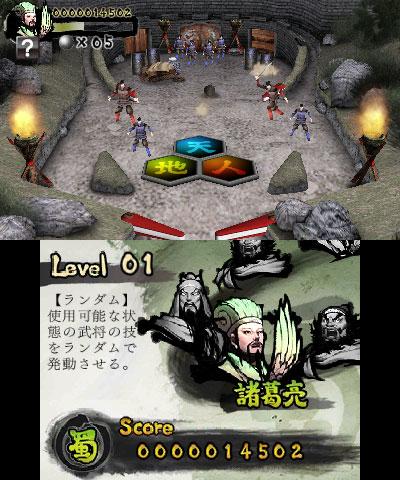 0000014502
?
×05
天
地
人
Level 01
【ランダム】
使用可能な状
態の武将の技
をランダムで
発動させる。
諸葛亮
蜀
Score
0000014502